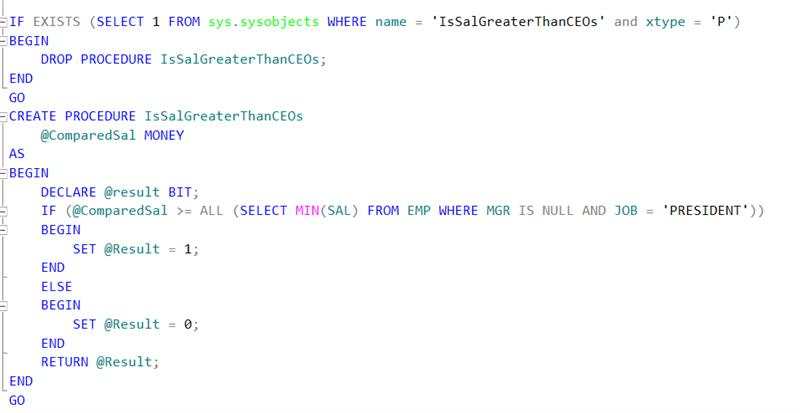 IF EXISTS (SELECT 1 FROM sys.sysobjects WHERE name = 'IsSalGreaterThanCEOs' and xtype = 'P')
BEGIN
    DROP PROCEDURE IsSalGreaterThanCEOs;
END
GO
CREATE PROCEDURE IsSalGreaterThanCEOs
    @ComparedSal MONEY
AS
BEGIN
    DECLARE @result BIT;
    IF (@ComparedSal >= ALL (SELECT MIN(SAL) FROM EMP WHERE MGR IS NULL AND JOB = 'PRESIDENT'))
    BEGIN
        SET @Result = 1;
    END
    ELSE
    BEGIN
        SET @Result = 0;
    END
    RETURN @Result;
END
GO